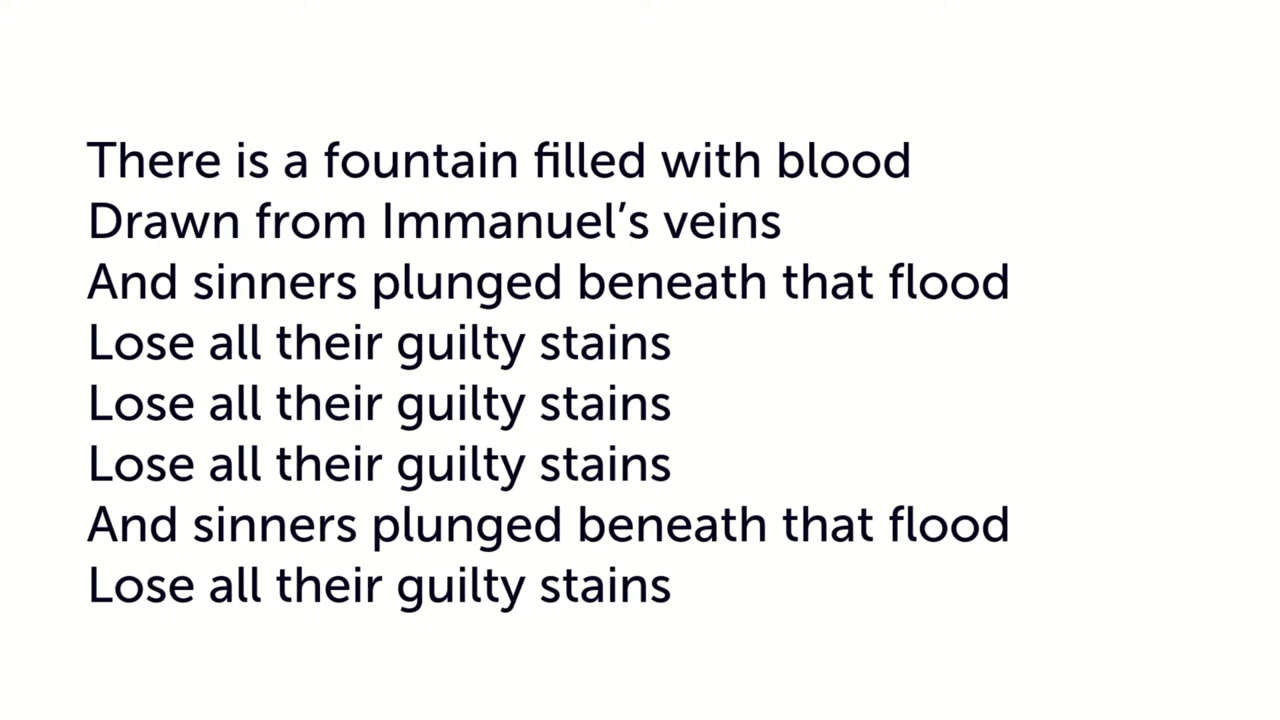 There is a fountain filled with blood
Drawn from Immanuel’s veins
And sinners plunged beneath that flood
Lose all their guilty stains
Lose all their guilty stains
Lose all their guilty stains
And sinners plunged beneath that flood
Lose all their guilty stains